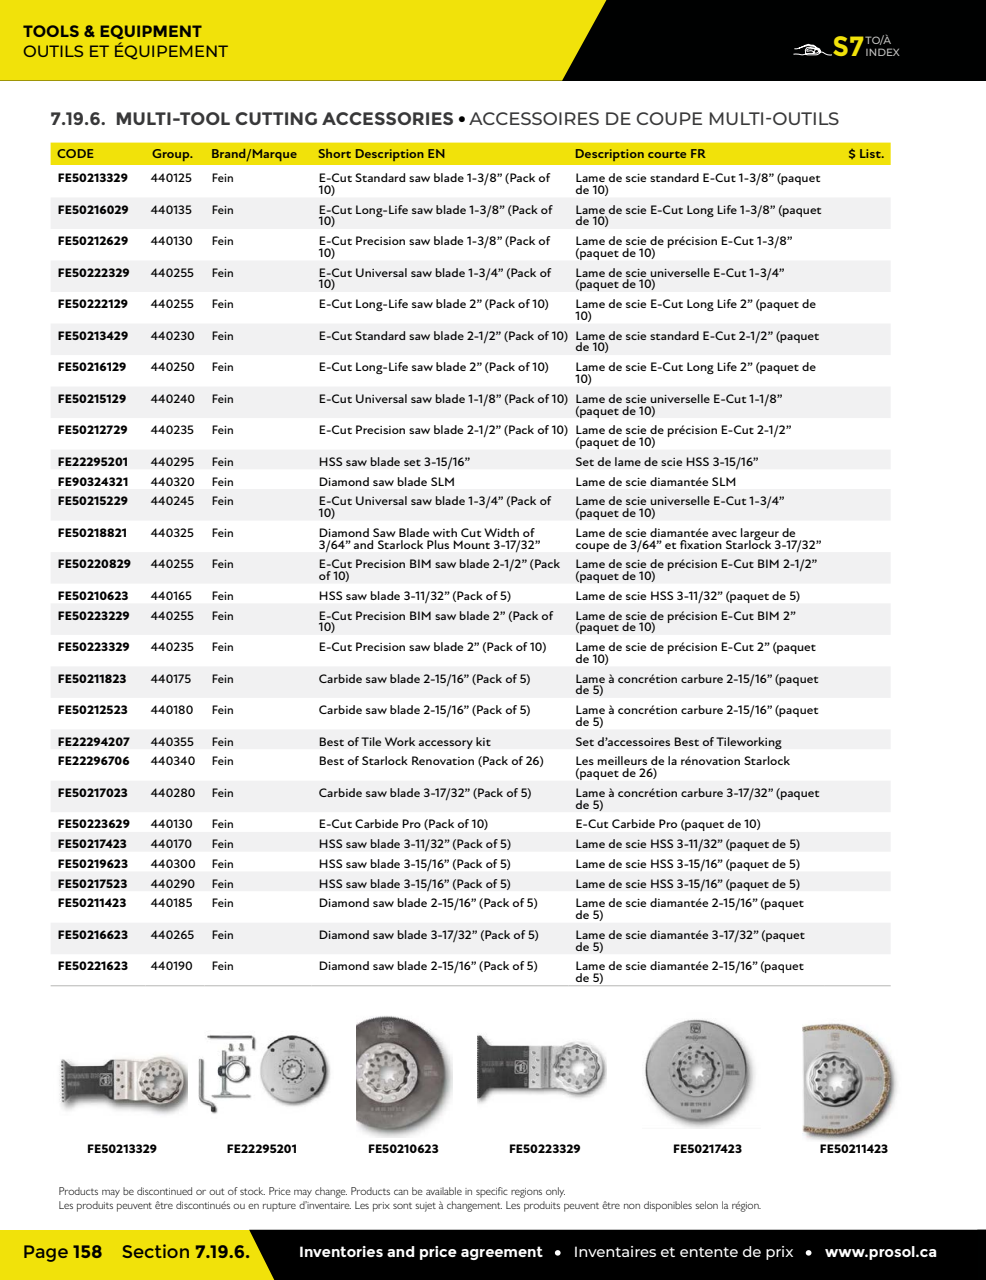 TOOLS & EQUIPMENT
OUTILS ET ÉQUIPEMENT
S7 TO/À INDEX
7.19.6. MULTI-TOOL CUTTING ACCESSORIES • ACCESSOIRES DE COUPE MULTI-OUTILS
CODE Group. Brand/Marque Short Description EN Description courte FR $ List.
FE50213329 440125 Fein E-Cut Standard saw blade 1-3/8” (Pack of Lame de scie standard E-Cut 1-3/8” (paquet
10) de 10)
FE50216029 440135 Fein E-Cut Long-Life saw blade 1-3/8” (Pack of Lame de scie E-Cut Long Life 1-3/8” (paquet
10) de 10)
FE50212629 440130 Fein E-Cut Precision saw blade 1-3/8” (Pack of Lame de scie de précision E-Cut 1-3/8”
10) (paquet de 10)
FE50222329 440255 Fein E-Cut Universal saw blade 1-3/4” (Pack of Lame de scie universelle E-Cut 1-3/4”
10) (paquet de 10)
FE50222129 440255 Fein E-Cut Long-Life saw blade 2” (Pack of 10) Lame de scie E-Cut Long Life 2” (paquet de
10)
FE50213429 440230 Fein E-Cut Standard saw blade 2-1/2” (Pack of 10) Lame de scie standard E-Cut 2-1/2” (paquet
de 10)
FE50216129 440250 Fein E-Cut Long-Life saw blade 2” (Pack of 10) Lame de scie E-Cut Long Life 2” (paquet de
10)
FE50215129 440240 Fein E-Cut Universal saw blade 1-1/8” (Pack of 10) Lame de scie universelle E-Cut 1-1/8”
(paquet de 10)
FE50212729 440235 Fein E-Cut Precision saw blade 2-1/2” (Pack of 10) Lame de scie de précision E-Cut 2-1/2”
(paquet de 10)
FE22295201 440295 Fein HSS saw blade set 3-15/16” Set de lame de scie HSS 3-15/16”
FE90324321 440320 Fein Diamond saw blade SLM Lame de scie diamantée SLM
FE50215229 440245 Fein E-Cut Universal saw blade 1-3/4” (Pack of Lame de scie universelle E-Cut 1-3/4”
10) (paquet de 10)
FE50218821 440325 Fein Diamond Saw Blade with Cut Width of Lame de scie diamantée avec largeur de
3/64” and Starlock Plus Mount 3-17/32” coupe de 3/64” et fixation Starlock 3-17/32”
FE50220829 440255 Fein E-Cut Precision BIM saw blade 2-1/2” (Pack Lame de scie de précision E-Cut BIM 2-1/2”
of 10) (paquet de 10)
FE50210623 440165 Fein HSS saw blade 3-11/32” (Pack of 5) Lame de scie HSS 3-11/32” (paquet de 5)
FE50223229 440255 Fein E-Cut Precision BIM saw blade 2” (Pack of Lame de scie de précision E-Cut BIM 2”
10) (paquet de 10)
FE50223329 440235 Fein E-Cut Precision saw blade 2” (Pack of 10) Lame de scie de précision E-Cut 2” (paquet
de 10)
FE50211823 440175 Fein Carbide saw blade 2-15/16” (Pack of 5) Lame à concrétion carbure 2-15/16” (paquet
de 5)
FE50212523 440180 Fein Carbide saw blade 2-15/16” (Pack of 5) Lame à concrétion carbure 2-15/16” (paquet
de 5)
FE22294207 440355 Fein Best of Tile Work accessory kit Set d’accessoires Best of Tileworking
FE22296706 440340 Fein Best of Starlock Renovation (Pack of 26) Les meilleurs de la rénovation Starlock
(paquet de 26)
FE50217023 440280 Fein Carbide saw blade 3-17/32” (Pack of 5) Lame à concrétion carbure 3-17/32” (paquet
de 5)
FE50223629 440130 Fein E-Cut Carbide Pro (Pack of 10) E-Cut Carbide Pro (paquet de 10)
FE50217423 440170 Fein HSS saw blade 3-11/32” (Pack of 5) Lame de scie HSS 3-11/32” (paquet de 5)
FE50219623 440300 Fein HSS saw blade 3-15/16” (Pack of 5) Lame de scie HSS 3-15/16” (paquet de 5)
FE50217523 440290 Fein HSS saw blade 3-15/16” (Pack of 5) Lame de scie HSS 3-15/16” (paquet de 5)
FE50211423 440185 Fein Diamond saw blade 2-15/16” (Pack of 5) Lame de scie diamantée 2-15/16” (paquet
de 5)
FE50216623 440265 Fein Diamond saw blade 3-17/32” (Pack of 5) Lame de scie diamantée 3-17/32” (paquet
de 5)
FE50221623 440190 Fein Diamond saw blade 2-15/16” (Pack of 5) Lame de scie diamantée 2-15/16” (paquet
de 5)
FE50213329 FE22295201 FE50210623 FE50223329 FE50217423 FE50211423
Products may be discontinued or out of stock. Price may change. Products can be available in specific regions only.
Les produits peuvent être discontinués ou en rupture d’inventaire. Les prix sont sujet à changement. Les produits peuvent être non disponibles selon la région.
Page 158 Section 7.19.6. Inventories and price agreement • Inventaires et entente de prix • www.prosol.ca